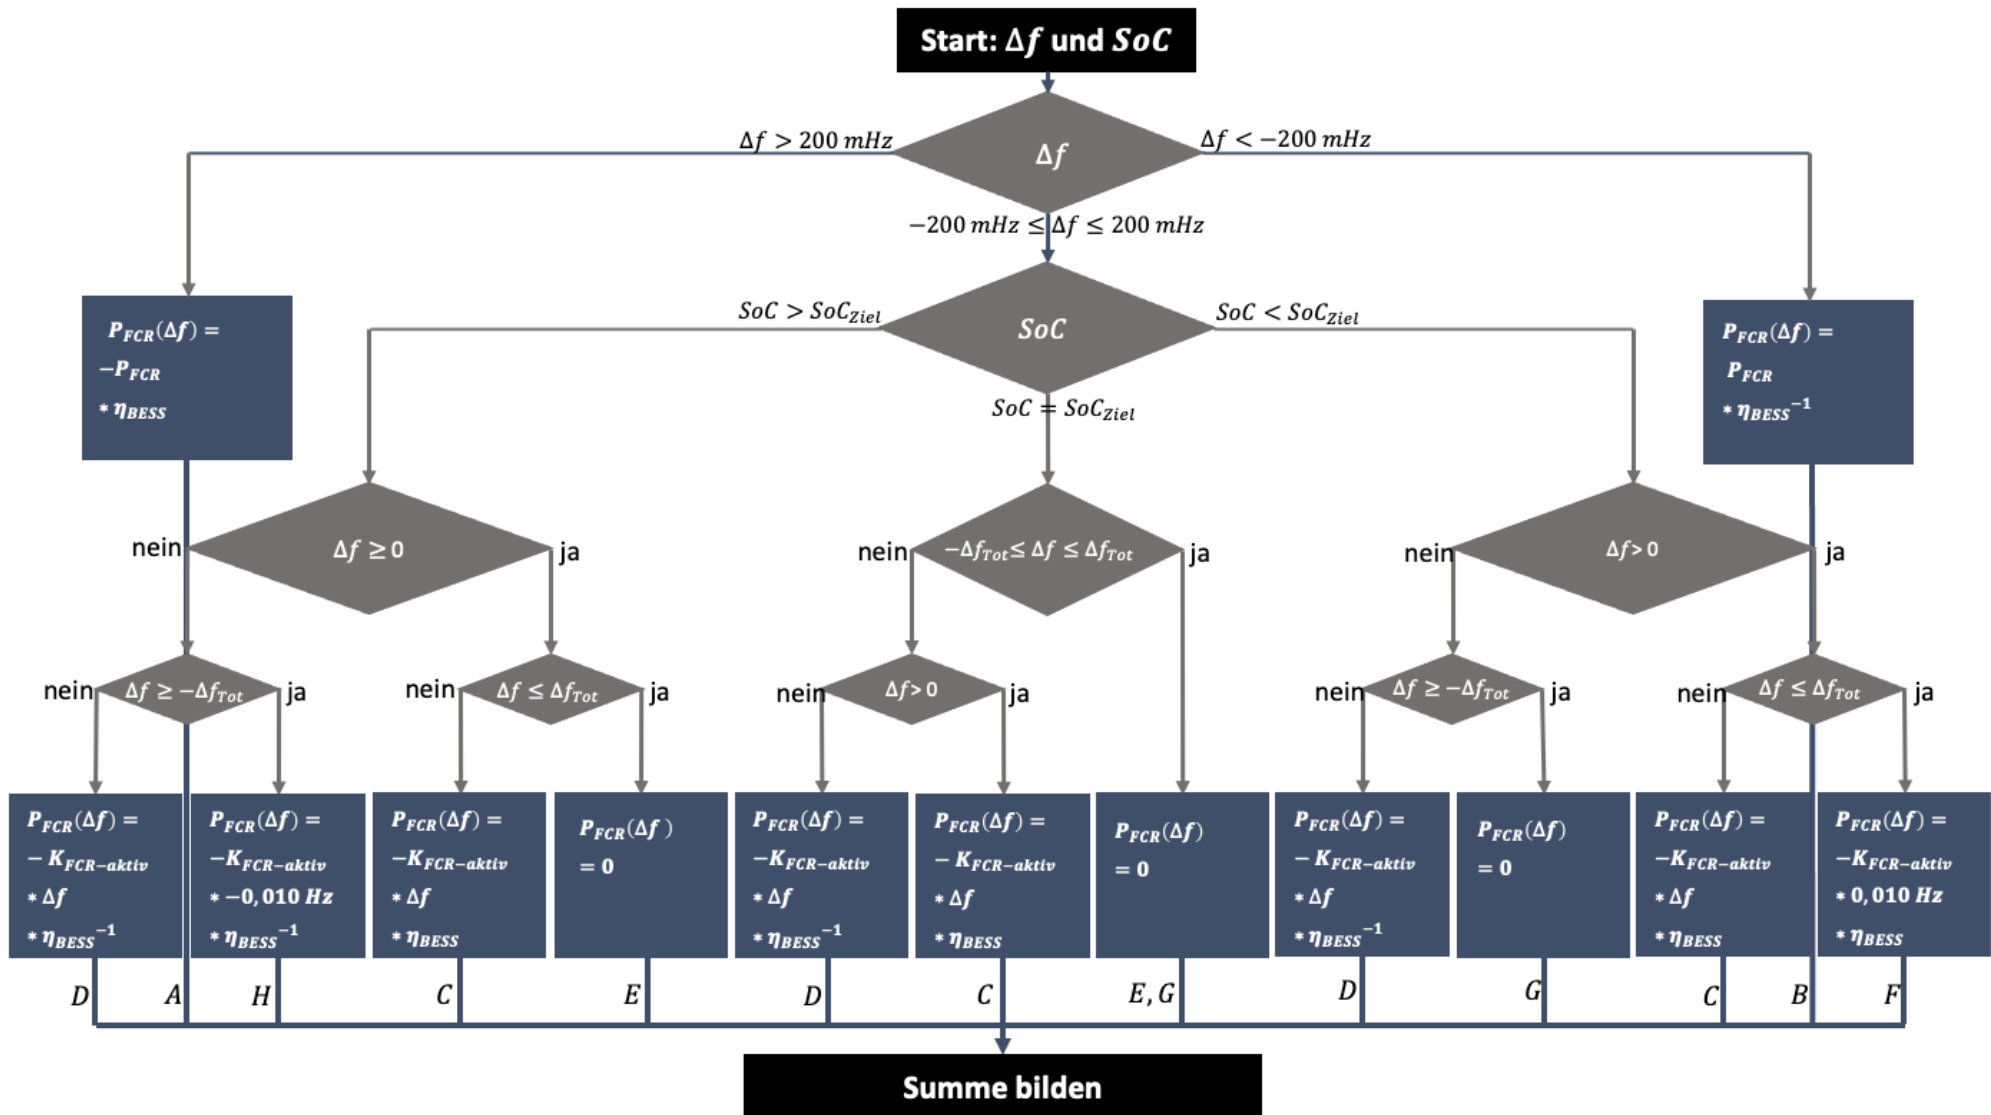 Start: Δf und SoC
Δf > 200 mHz
Δf < −200 mHz
Δf
−200 mHz ≤ Δf ≤ 200 mHz
SoC > SoC_Ziel
SoC < SoC_Ziel
SoC
SoC = SoC_Ziel
P_FCR(Δf) =
−P_FCR
* η_BESS
P_FCR(Δf) =
P_FCR
* η_BESS⁻¹
nein
Δf ≥ 0
ja
nein
−Δf_Tot ≤ Δf ≤ Δf_Tot
ja
nein
Δf > 0
ja
nein
Δf ≥ −Δf_Tot
ja
nein
Δf ≤ Δf_Tot
ja
nein
Δf > 0
ja
nein
Δf ≥ −Δf_Tot
ja
nein
Δf ≤ Δf_Tot
ja
P_FCR(Δf) =
− K_FCR−aktiv
* Δf
* η_BESS⁻¹
P_FCR(Δf) =
−K_FCR−aktiv
* −0,010 Hz
* η_BESS⁻¹
P_FCR(Δf) =
−K_FCR−aktiv
* Δf
* η_BESS
P_FCR(Δf )
= 0
P_FCR(Δf) =
−K_FCR−aktiv
* Δf
* η_BESS⁻¹
P_FCR(Δf) =
− K_FCR−aktiv
* Δf
* η_BESS
P_FCR(Δf)
= 0
P_FCR(Δf) =
− K_FCR−aktiv
* Δf
* η_BESS⁻¹
P_FCR(Δf)
= 0
P_FCR(Δf) =
−K_FCR−aktiv
* Δf
* η_BESS
P_FCR(Δf) =
−K_FCR−aktiv
* 0,010 Hz
* η_BESS
D
A
H
C
E
D
C
E, G
D
G
C
B
F
Summe bilden